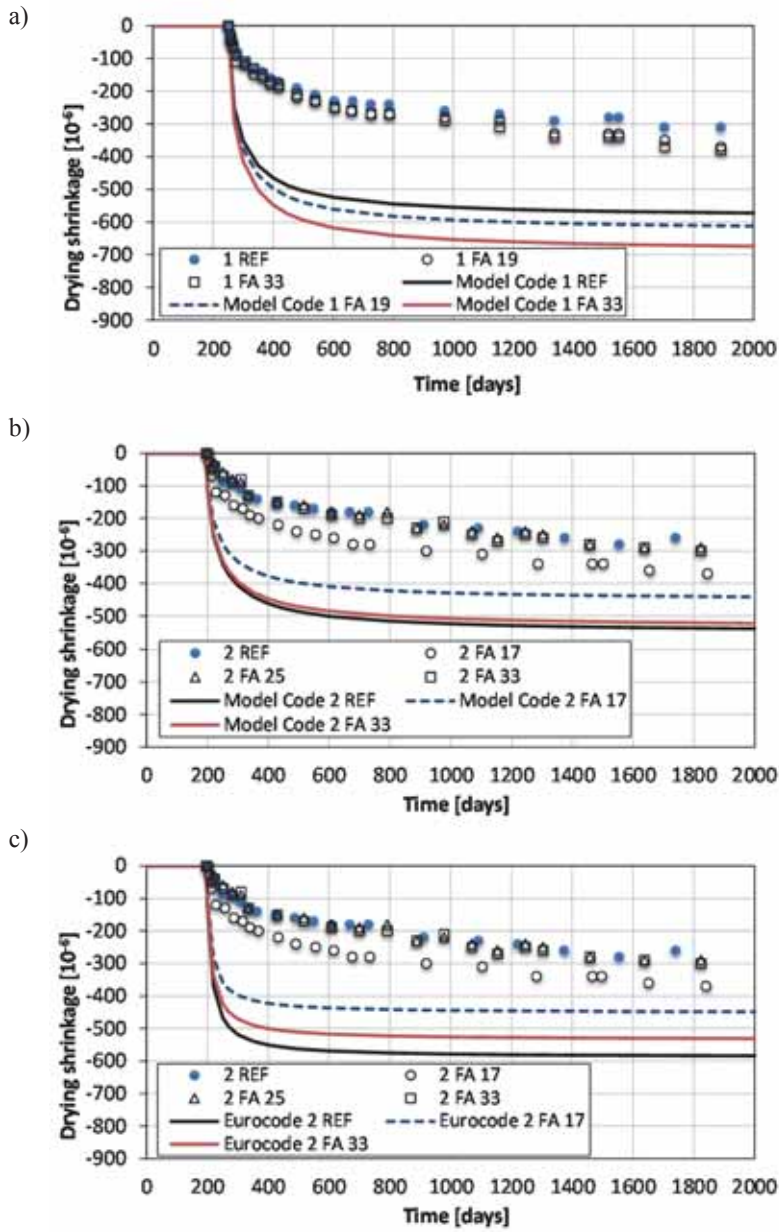 a)
0
-100
-200
-300
-400
-500
-600
-700
-800
-900
Drying shrinkage [10-6]
1 REF 1 FA 19
1 FA 33 Model Code 1 REF
Model Code 1 FA 19 Model Code 1 FA 33
0 200 400 600 800 1000 1200 1400 1600 1800 2000
Time [days]
b)
0
-100
-200
-300
-400
-500
-600
-700
-800
-900
Drying shrinkage [10-6]
2 REF 2 FA 17
2 FA 25 2 FA 33
Model Code 2 REF Model Code 2 FA 17
Model Code 2 FA 33
0 200 400 600 800 1000 1200 1400 1600 1800 2000
Time [days]
c)
0
-100
-200
-300
-400
-500
-600
-700
-800
-900
Drying shrinkage [10-6]
2 REF 2 FA 17
2 FA 25 2 FA 33
Eurocode 2 REF Eurocode 2 FA 17
Eurocode 2 FA 33
0 200 400 600 800 1000 1200 1400 1600 1800 2000
Time [days]